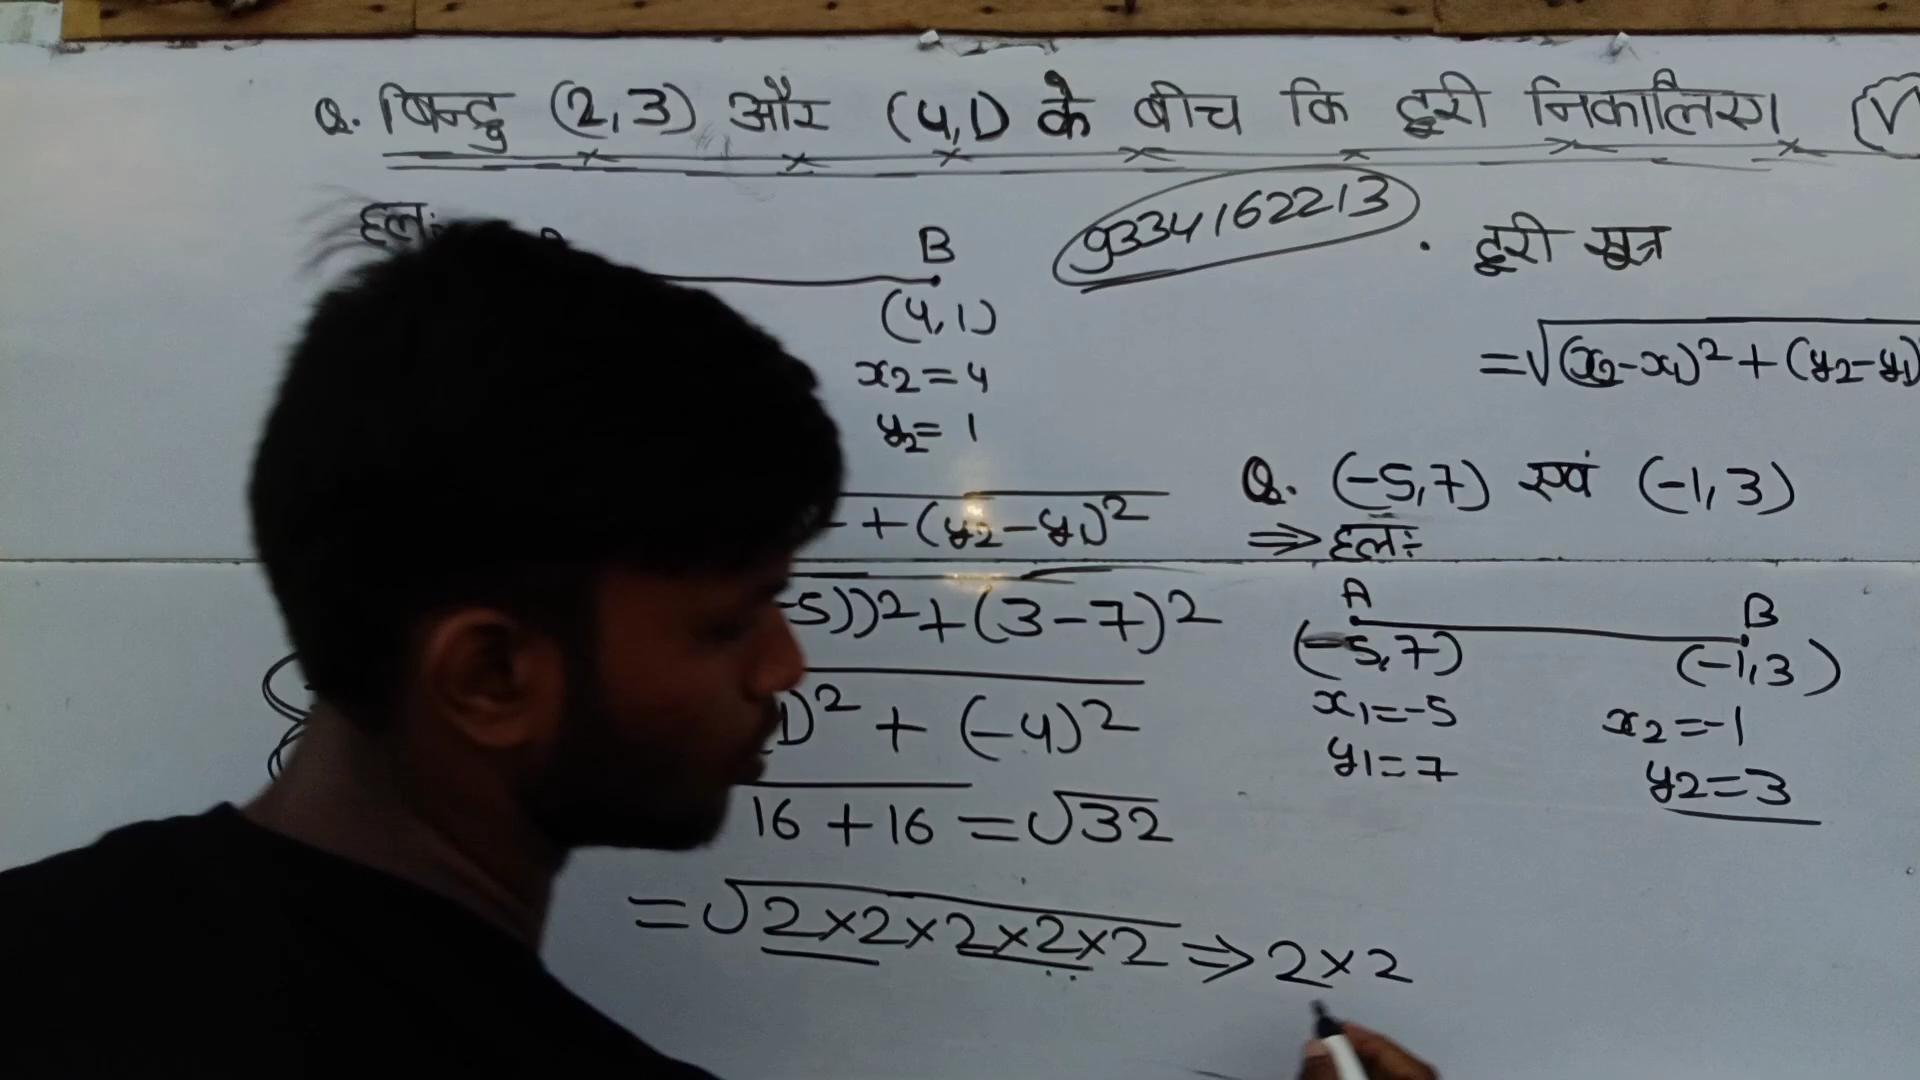 Q. बिन्दु (2,3) और (4,1) के बीच कि दूरी निकालिए।
हल:
B
(4,1)
x2=4
y2=1
+(y2-y1)²
-5))²+(3-7)²
)²+(-4)²
16+16=√32
=√2×2×2×2×2⇒2×2
9334162213
दूरी सूत्र
=√(x2-x1)²+(y2-y1)
Q. (-5,7) एवं (-1,3)
⇒हल:-
A B
(-5,7) (-1,3)
x1=-5 x2=-1
y1=7 y2=3